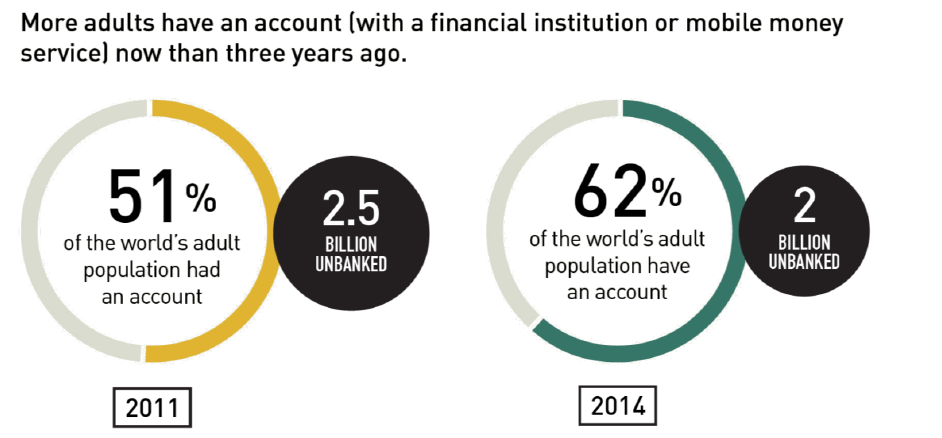 More adults have an account (with a financial institution or mobile money
service) now than three years ago.
51%
of the world's adult
population had
an account
2.5
BILLION
UNBANKED
2011
62%
of the world's adult
population have
an account
2
BILLION
UNBANKED
2014